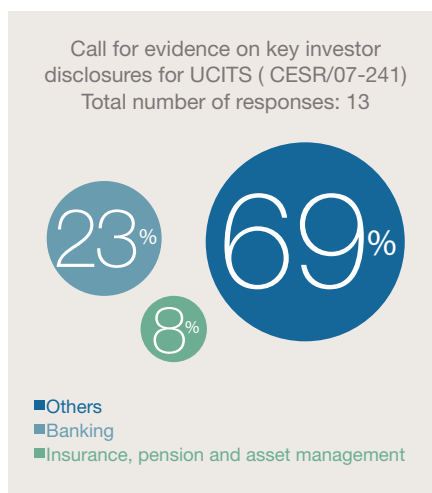 Call for evidence on key investor
disclosures for UCITS ( CESR/07-241)
Total number of responses: 13
23%
69%
8%
Others
Banking
Insurance, pension and asset management